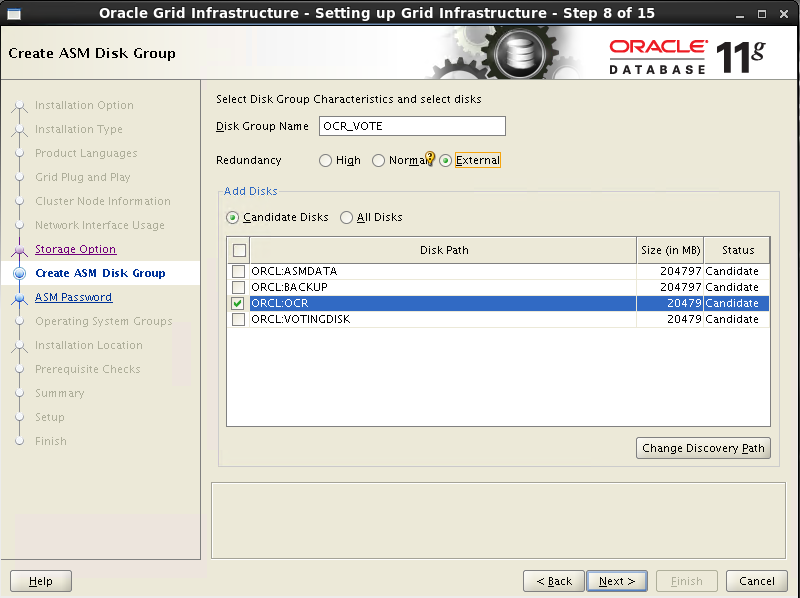 Oracle Grid Infrastructure - Setting up Grid Infrastructure - Step 8 of 15
Create ASM Disk Group
ORACLE
DATABASE 11g
Installation Option
Installation Type
Product Languages
Grid Plug and Play
Cluster Node Information
Network Interface Usage
Storage Option
Create ASM Disk Group
ASM Password
Operating System Groups
Installation Location
Prerequisite Checks
Summary
Setup
Finish
Select Disk Group Characteristics and select disks
Disk Group Name OCR_VOTE
Redundancy High Normal External
Add Disks
Candidate Disks All Disks
Disk Path Size (in MB) Status
ORCL:ASMDATA 204797 Candidate
ORCL:BACKUP 204797 Candidate
ORCL:OCR 20479 Candidate
ORCL:VOTINGDISK 20479 Candidate
Change Discovery Path
Help < Back Next > Finish Cancel